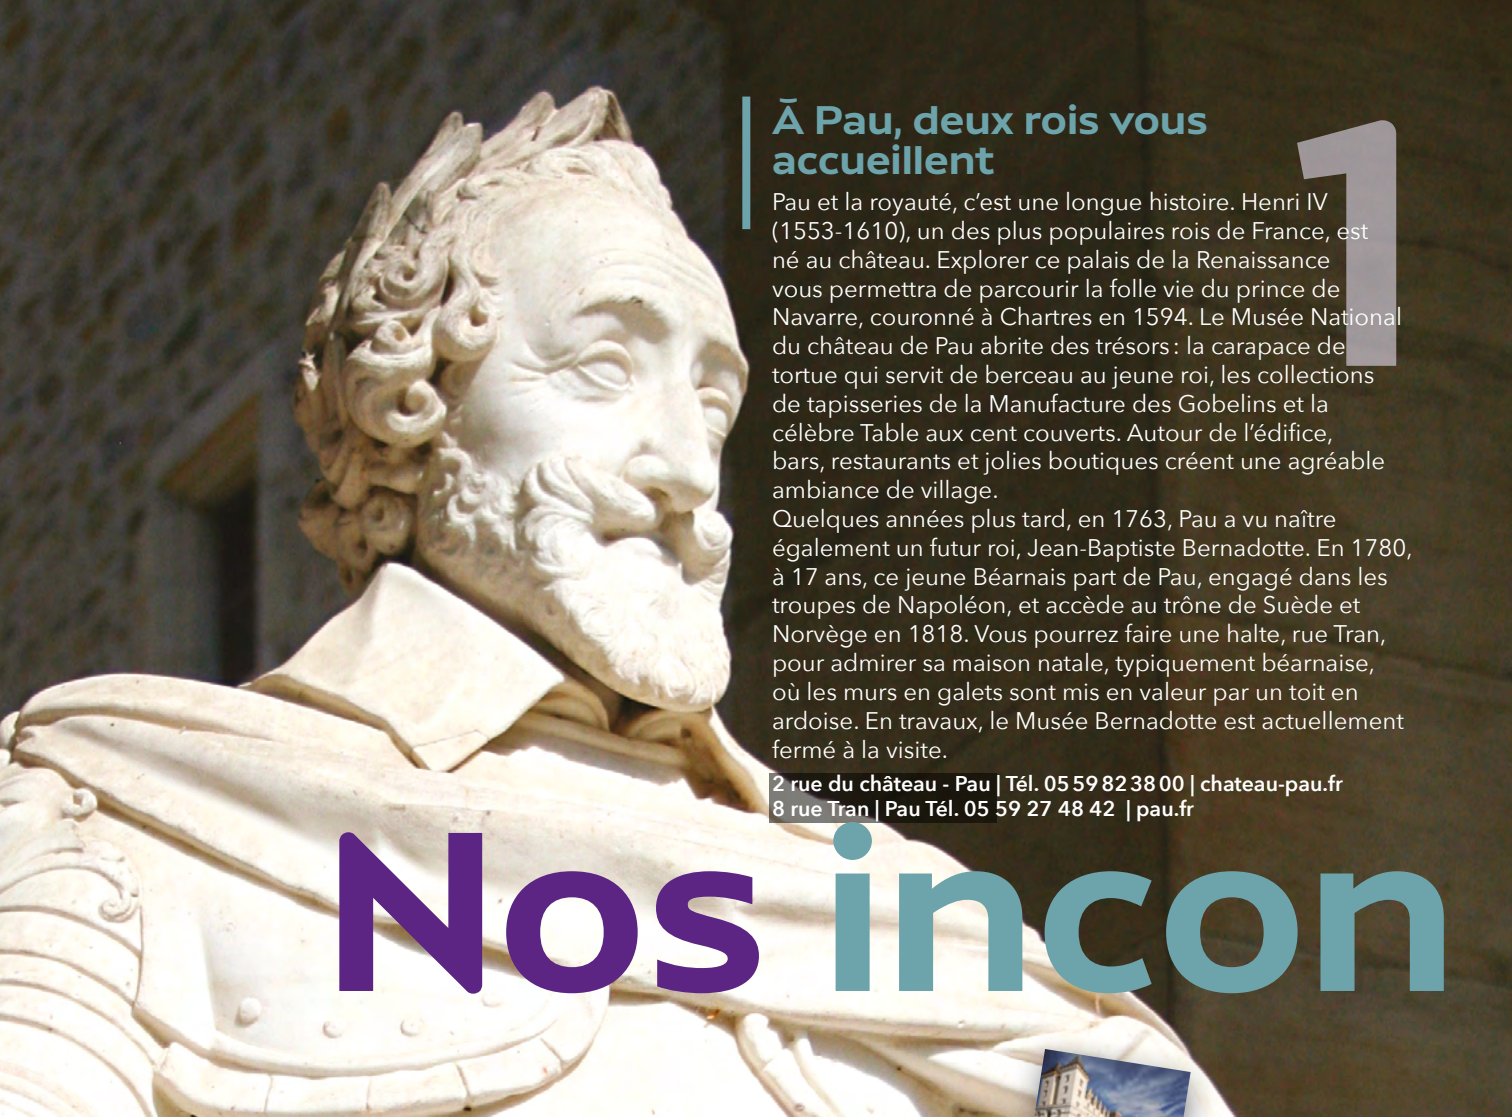 Ă Pau, deux rois vous
accueillent
1
Pau et la royauté, c’est une longue histoire. Henri IV
(1553-1610), un des plus populaires rois de France, est
né au château. Explorer ce palais de la Renaissance
vous permettra de parcourir la folle vie du prince de
Navarre, couronné à Chartres en 1594. Le Musée National
du château de Pau abrite des trésors : la carapace de
tortue qui servit de berceau au jeune roi, les collections
de tapisseries de la Manufacture des Gobelins et la
célèbre Table aux cent couverts. Autour de l’édifice,
bars, restaurants et jolies boutiques créent une agréable
ambiance de village.
Quelques années plus tard, en 1763, Pau a vu naître
également un futur roi, Jean-Baptiste Bernadotte. En 1780,
à 17 ans, ce jeune Béarnais part de Pau, engagé dans les
troupes de Napoléon, et accède au trône de Suède et
Norvège en 1818. Vous pourrez faire une halte, rue Tran,
pour admirer sa maison natale, typiquement béarnaise,
où les murs en galets sont mis en valeur par un toit en
ardoise. En travaux, le Musée Bernadotte est actuellement
fermé à la visite.
2 rue du château - Pau | Tél. 05 59 82 38 00 | chateau-pau.fr
8 rue Tran | Pau Tél. 05 59 27 48 42 | pau.fr
Nos incon